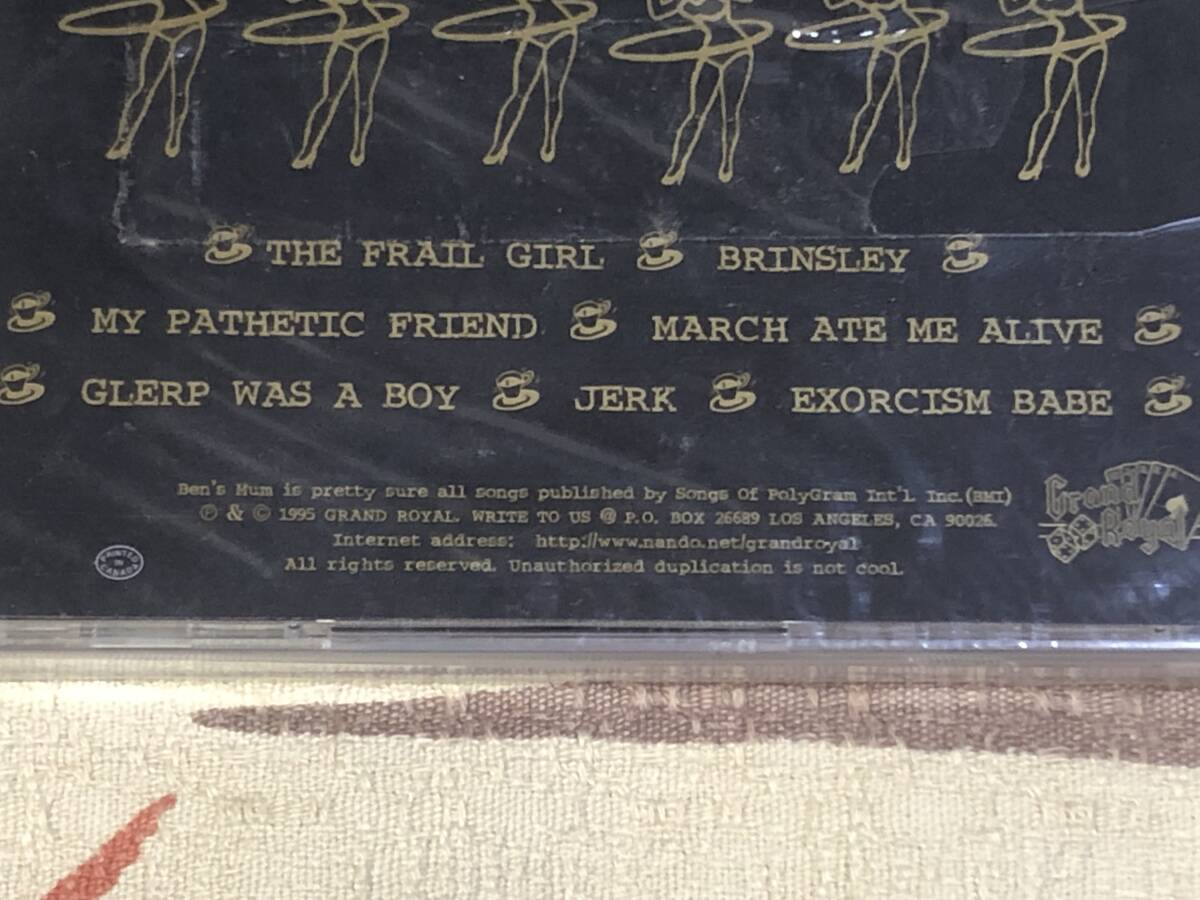 THE FRAIL GIRL BRINSLEY
MY PATHETIC FRIEND MARCH ATE ME ALIVE
GLERP WAS A BOY JERK EXORCISM BABE
Ben's Mum is pretty sure all songs published by Songs Of PolyGram Int'l. Inc. (BMI)
℗ & © 1995 GRAND ROYAL. WRITE TO US @ P.O. BOX 26689 LOS ANGELES, CA 90026.
Internet address: http://www.nando.net/grandroyal
All rights reserved. Unauthorized duplication is not cool.
Grand
Royal
PRINTED
IN
CANADA